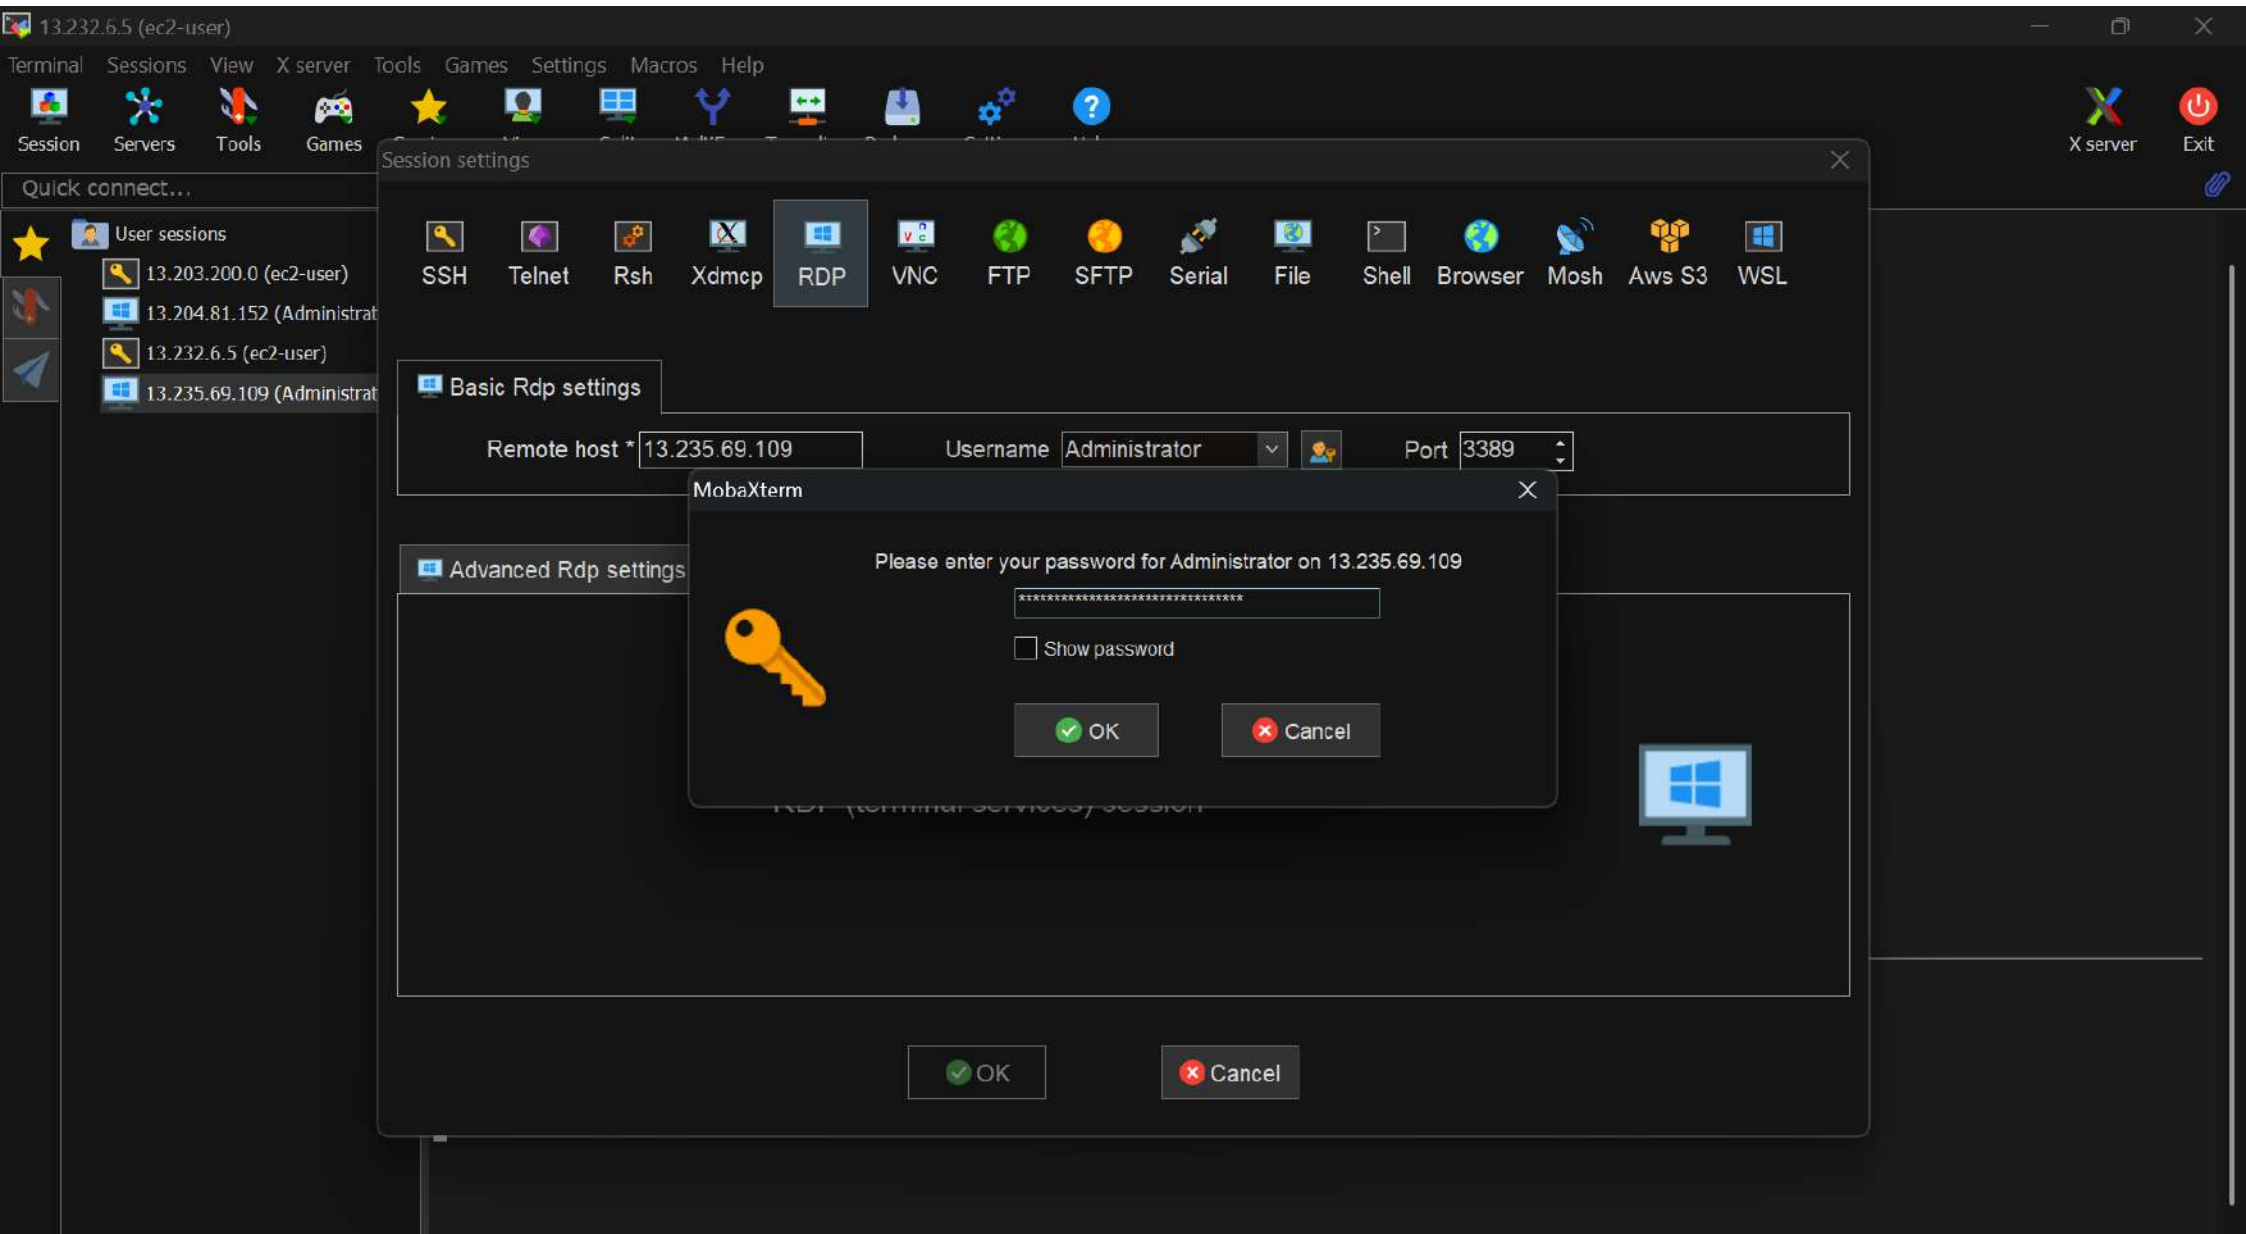 13.232.6.5 (ec2-user)
Terminal Sessions View X server Tools Games Settings Macros Help
Session Servers Tools Games X server Exit
Session settings
Quick connect...
User sessions
13.203.200.0 (ec2-user)
13.204.81.152 (Administrat
13.232.6.5 (ec2-user)
13.235.69.109 (Administrat
SSH Telnet Rsh Xdmcp RDP VNC FTP SFTP Serial File Shell Browser Mosh Aws S3 WSL
Basic Rdp settings
Remote host * 13.235.69.109 Username Administrator Port 3389
MobaXterm
Advanced Rdp settings
Please enter your password for Administrator on 13.235.69.109
********************************
Show password
OK Cancel
RDP (terminal services) session
OK Cancel